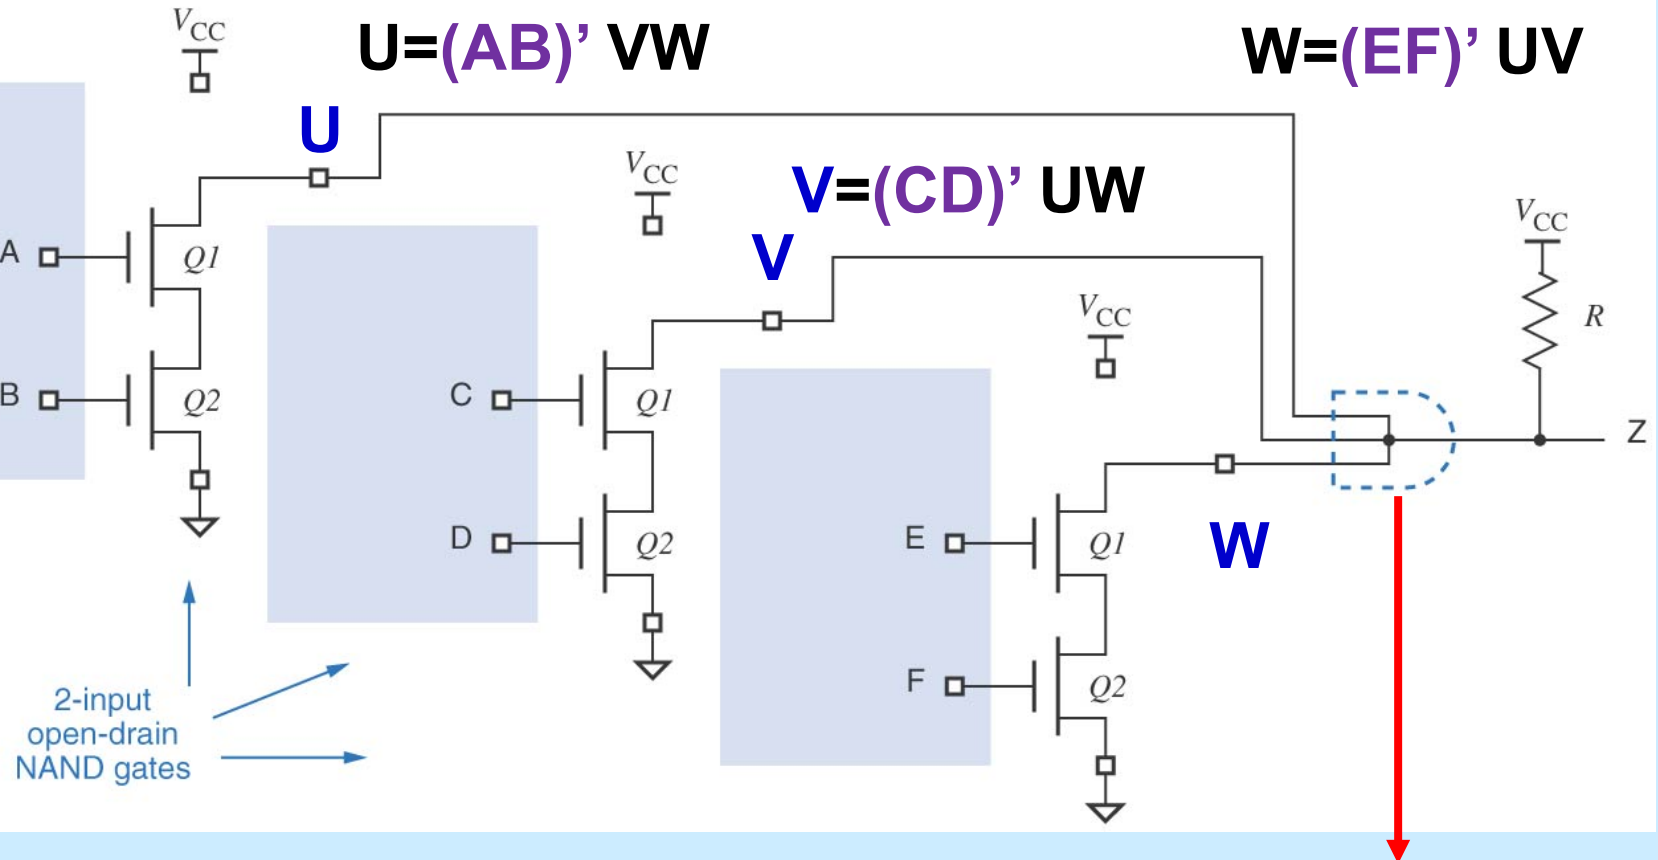 VCC
U=(AB)’ VW
W=(EF)’ UV
U
VCC
V=(CD)’ UW
VCC
V
A
Q1
R
VCC
B
Q2
C
Q1
Z
D
Q2
E
Q1
W
F
Q2
2-input
open-drain
NAND gates